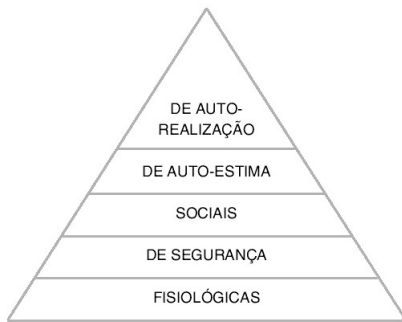 DE AUTO-
REALIZAÇÃO
DE AUTO-ESTIMA
SOCIAIS
DE SEGURANÇA
FISIOLÓGICAS